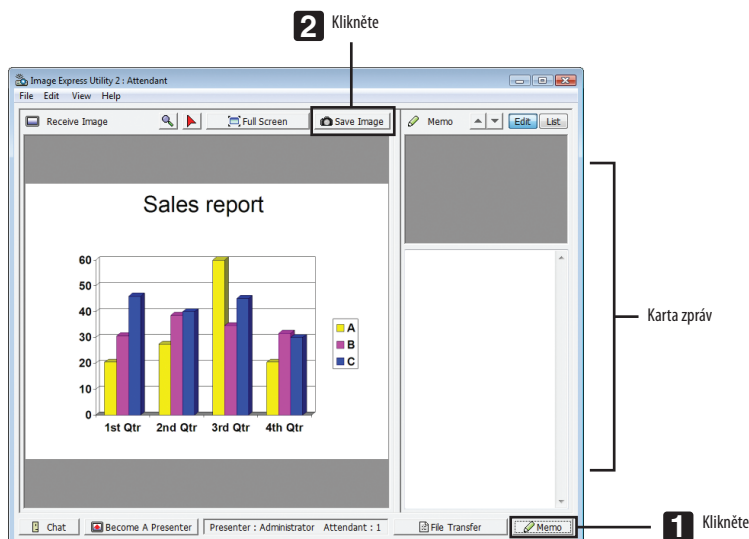 2 Klikněte
Image Express Utility 2 : Attendant
File Edit View Help
Receive Image Full Screen Save Image Memo Edit List
Sales report
60
50
40
30
20
10
0
1st Qtr 2nd Qtr 3rd Qtr 4th Qtr
A
B
C
Karta zpráv
Chat Become A Presenter Presenter : Administrator Attendant : 1 File Transfer Memo
1 Klikněte